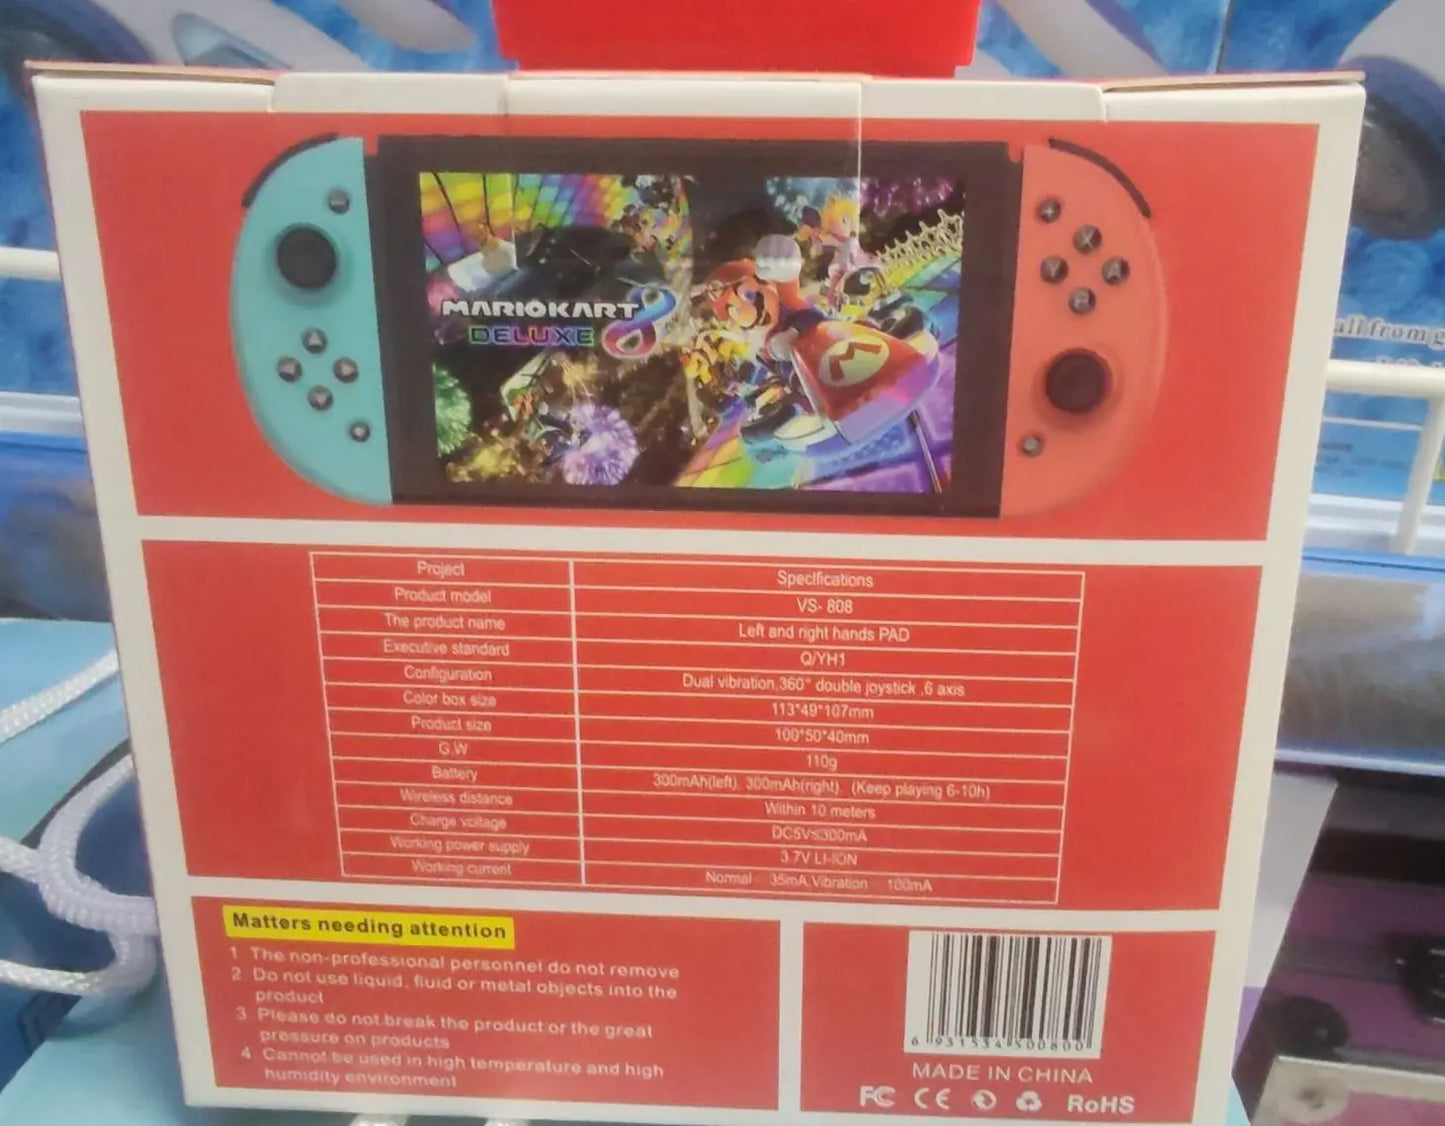 MARIOKART 8
DELUXE
X
Y A
B
Project Specifications
Product model VS- 808
The product name Left and right hands PAD
Executive standard Q/YH1
Configuration Dual vibration,360° double joystick ,6 axis
Color box size 113*49*107mm
Product size 100*50*40mm
G.W 110g
Battery 300mAh(left), 300mAh(right), (Keep playing 6-10h)
Wireless distance Within 10 meters
Charge voltage DC5V≤300mA
Working power supply 3.7V LI-ION
Working current Normal 35mA,Vibration 100mA
Matters needing attention
1 The non-professional personnel do not remove
2 Do not use liquid, fluid or metal objects into the
product
3 Please do not break the product or the great
pressure on products
4 Cannot be used in high temperature and high
humidity environment
6 931534 500800
MADE IN CHINA
FC CE RoHS
all from g